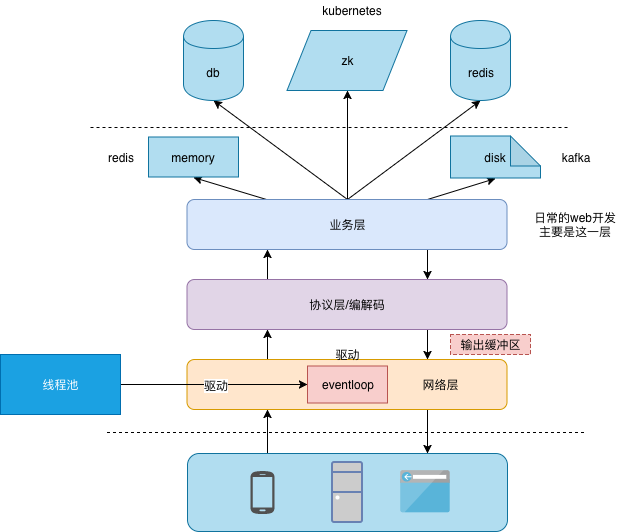 kubernetes
db
zk
redis
redis
memory
disk
kafka
业务层
日常的web开发
主要是这一层
协议层/编解码
输出缓冲区
驱动
线程池
驱动
eventloop
网络层